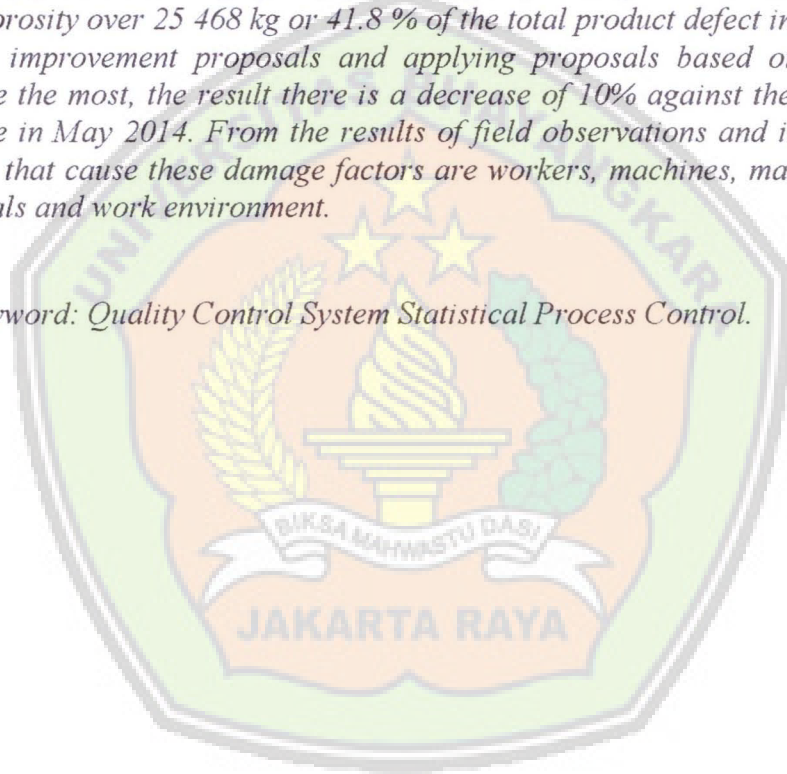 rosity over 25 468 kg or 41.8 % of the total product defect in
improvement proposals and applying proposals based o
e the most, the result there is a decrease of 10% against the
e in May 2014. From the results of field observations and i
that cause these damage factors are workers, machines, ma
ls and work environment.
word: Quality Control System Statistical Process Control.
UNIVERSITAS BHAYANGKARA
BIKSA MAHWASTU DASI
JAKARTA RAYA